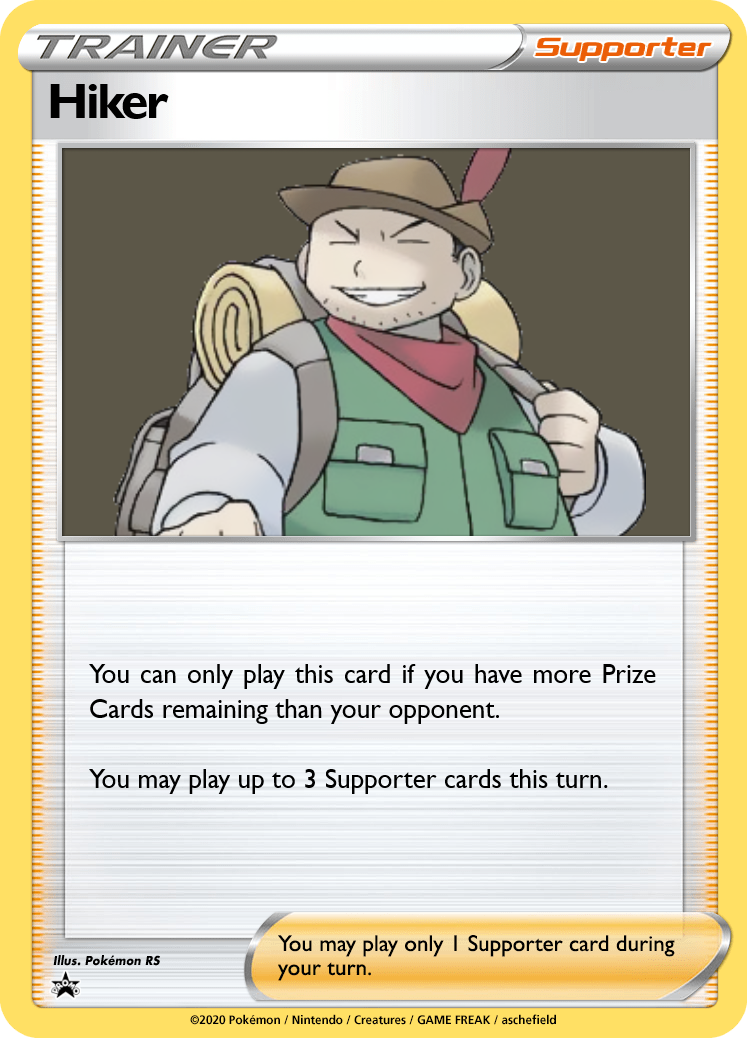 TRAINER
Supporter
Hiker
You can only play this card if you have more Prize
Cards remaining than your opponent.
You may play up to 3 Supporter cards this turn.
You may play only 1 Supporter card during
your turn.
Illus. Pokémon RS
PROMO
©2020 Pokémon / Nintendo / Creatures / GAME FREAK / aschefield